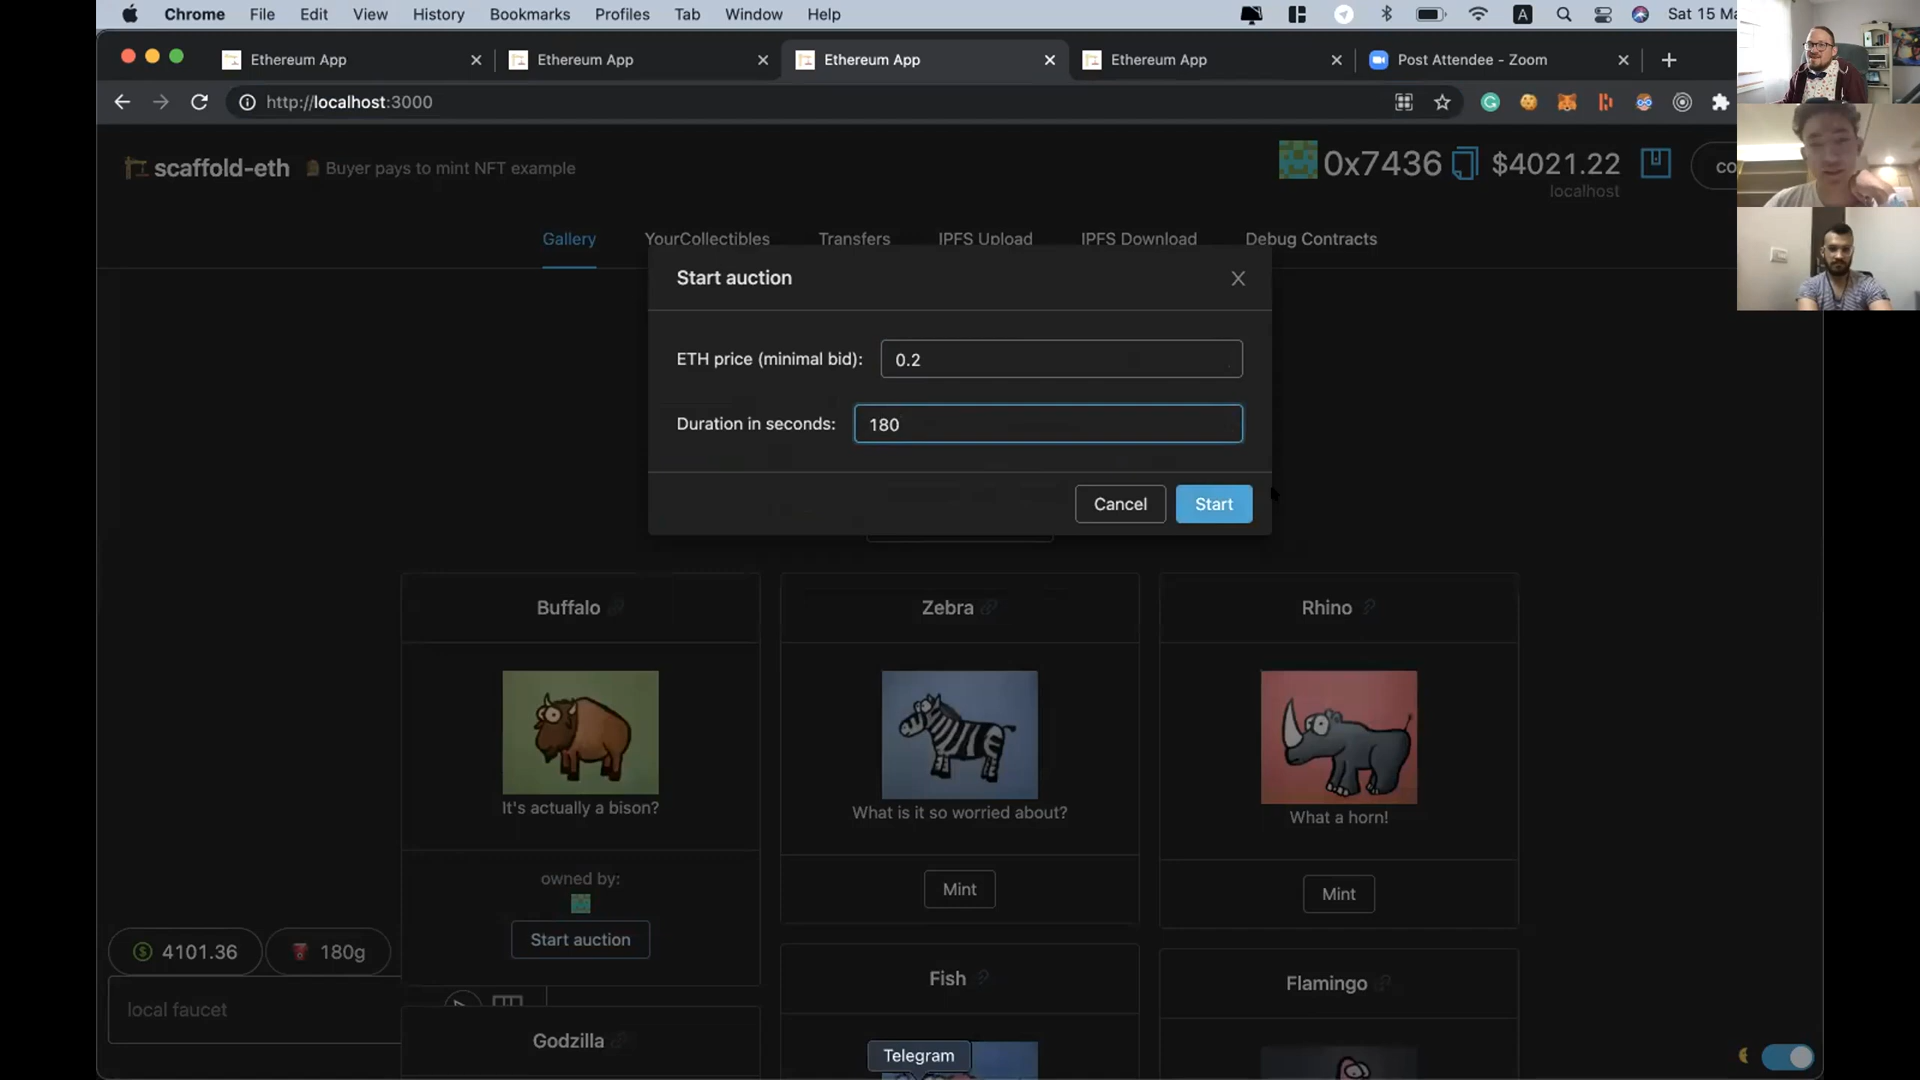 Chrome File Edit View History Bookmarks Profiles Tab Window Help A Sat 15
Ethereum App Ethereum App Ethereum App Ethereum App Post Attendee - Zoom
http://localhost:3000
scaffold-eth Buyer pays to mint NFT example 0x7436 $4021.22
localhost
Gallery YourCollectibles Transfers IPFS Upload IPFS Download Debug Contracts
Start auction
ETH price (minimal bid): 0.2
Duration in seconds: 180
Cancel Start
Buffalo Zebra Rhino
It's actually a bison? What is it so worried about? What a horn!
owned by:
Mint Mint
Start auction
4101.36 180g
Fish Flamingo
local faucet
Godzilla
Telegram